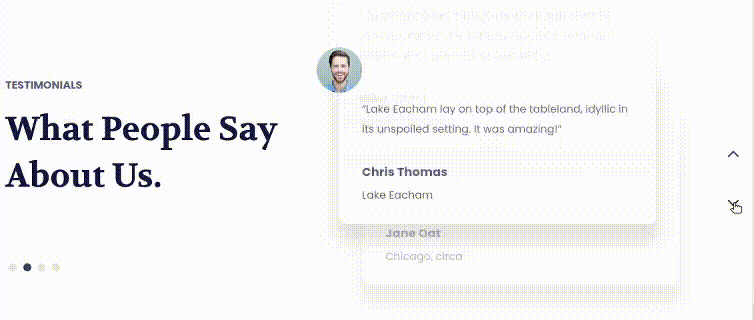 TESTIMONIALS
What People Say
About Us.
“Lake Eacham lay on top of the tableland, idyllic in
its unspoiled setting. It was amazing!”
Chris Thomas
Lake Eacham
Jane Oat
Chicago, circa